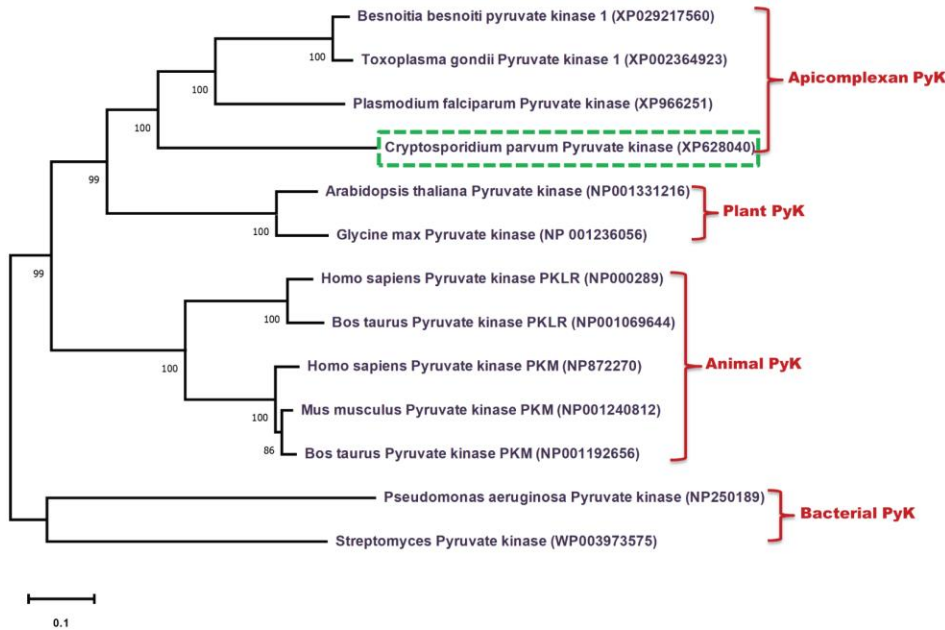 Besnoitia besnoiti pyruvate kinase 1 (XP029217560)
100
Toxoplasma gondii Pyruvate kinase 1 (XP002364923)
Apicomplexan PyK
100
Plasmodium falciparum Pyruvate kinase (XP966251)
100
Cryptosporidium parvum Pyruvate kinase (XP628040)
99
Arabidopsis thaliana Pyruvate kinase (NP001331216)
Plant PyK
100
Glycine max Pyruvate kinase (NP 001236056)
99
Homo sapiens Pyruvate kinase PKLR (NP000289)
100
Bos taurus Pyruvate kinase PKLR (NP001069644)
100
Homo sapiens Pyruvate kinase PKM (NP872270)
Animal PyK
100
Mus musculus Pyruvate kinase PKM (NP001240812)
86
Bos taurus Pyruvate kinase PKM (NP001192656)
Pseudomonas aeruginosa Pyruvate kinase (NP250189)
Bacterial PyK
Streptomyces Pyruvate kinase (WP003973575)
0.1